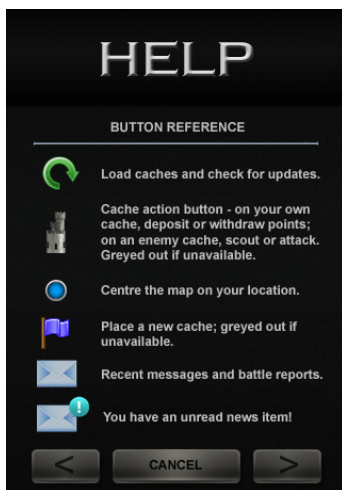 HELP
BUTTON REFERENCE
Load caches and check for updates.
Cache action button - on your own
cache, deposit or withdraw points;
on an enemy cache, scout or attack.
Greyed out if unavailable.
Centre the map on your location.
Place a new cache; greyed out if
unavailable.
Recent messages and battle reports.
!
You have an unread news item!
< CANCEL >